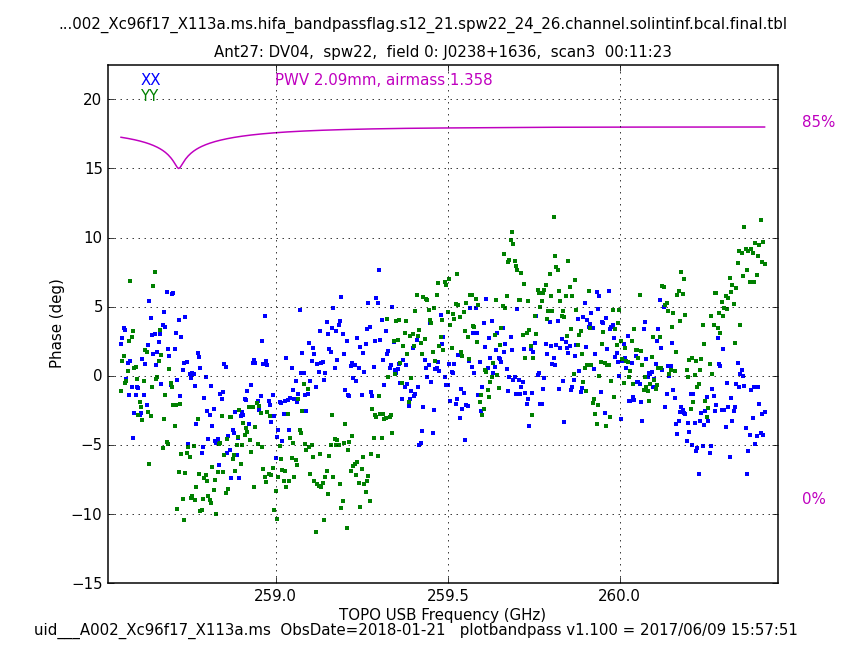 ...002_Xc96f17_X113a.ms.hifa_bandpassflag.s12_21.spw22_24_26.channel.solintinf.bcal.final.tbl
Ant27: DV04, spw22, field 0: J0238+1636, scan3 00:11:23
XX
PWV 2.09mm, airmass 1.358
YY
85%
0%
20
15
10
5
0
−5
−10
−15
Phase (deg)
259.0
259.5
260.0
TOPO USB Frequency (GHz)
uid___A002_Xc96f17_X113a.ms ObsDate=2018-01-21 plotbandpass v1.100 = 2017/06/09 15:57:51